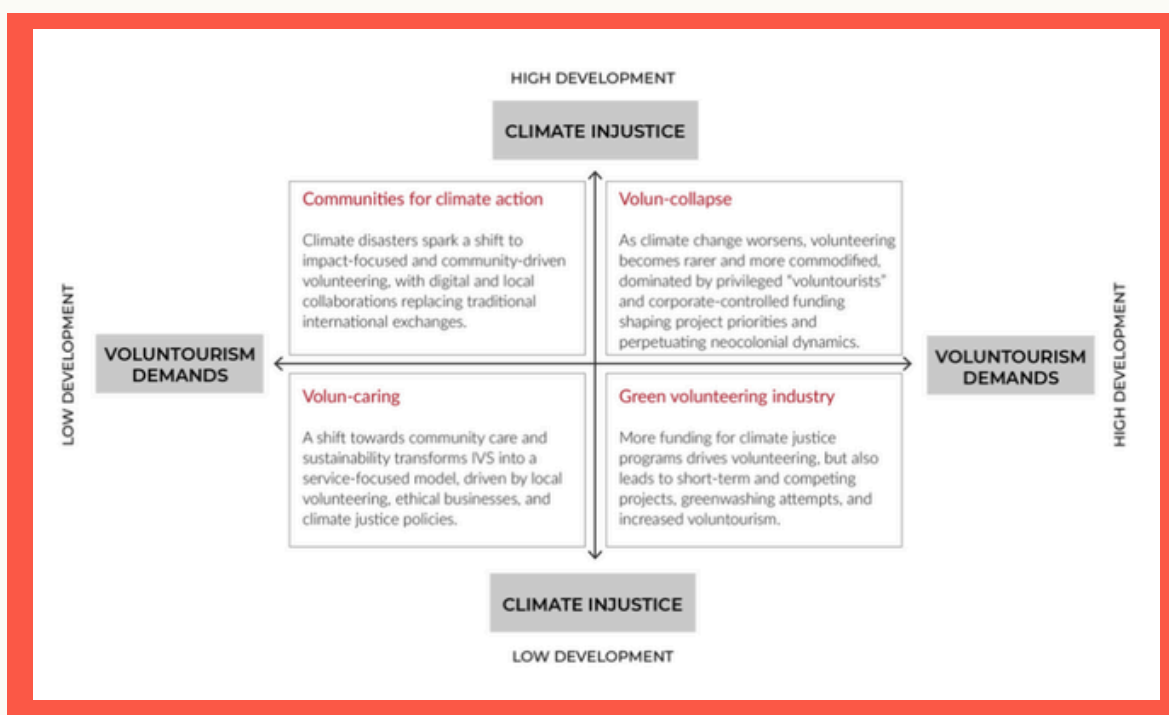 HIGH DEVELOPMENT
CLIMATE INJUSTICE
Communities for climate action
Climate disasters spark a shift to
impact-focused and community-driven
volunteering, with digital and local
collaborations replacing traditional
international exchanges.
Volun-collapse
As climate change worsens, volunteering
becomes rarer and more commodified,
dominated by privileged “voluntourists”
and corporate-controlled funding
shaping project priorities and
perpetuating neocolonial dynamics.
LOW DEVELOPMENT
VOLUNTOURISM
DEMANDS
VOLUNTOURISM
DEMANDS
HIGH DEVELOPMENT
Volun-caring
A shift towards community care and
sustainability transforms IVS into a
service-focused model, driven by local
volunteering, ethical businesses, and
climate justice policies.
Green volunteering industry
More funding for climate justice
programs drives volunteering, but also
leads to short-term and competing
projects, greenwashing attempts, and
increased voluntourism.
CLIMATE INJUSTICE
LOW DEVELOPMENT